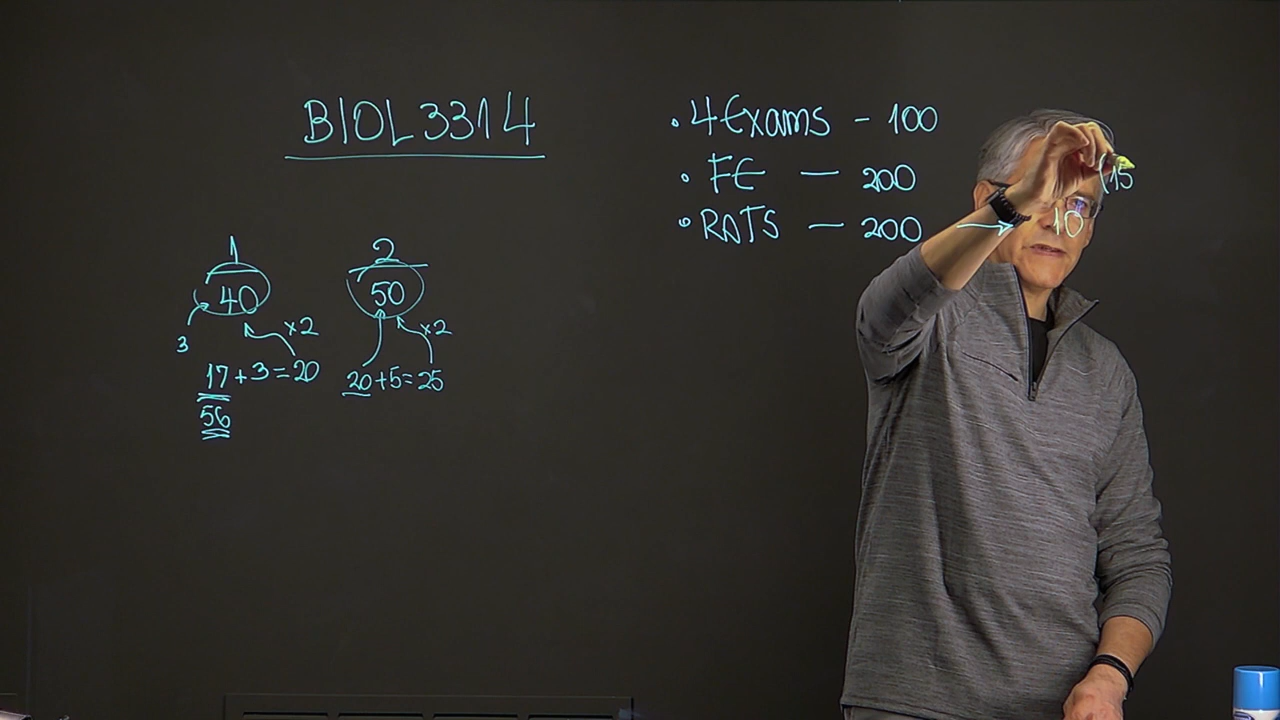 BIOL 3314
• 4 Exams - 100
• FE — 200
• RATS — 200 → 10 (15
1
40
3
×2
17+3=20
56
2
50
×2
20+5=25